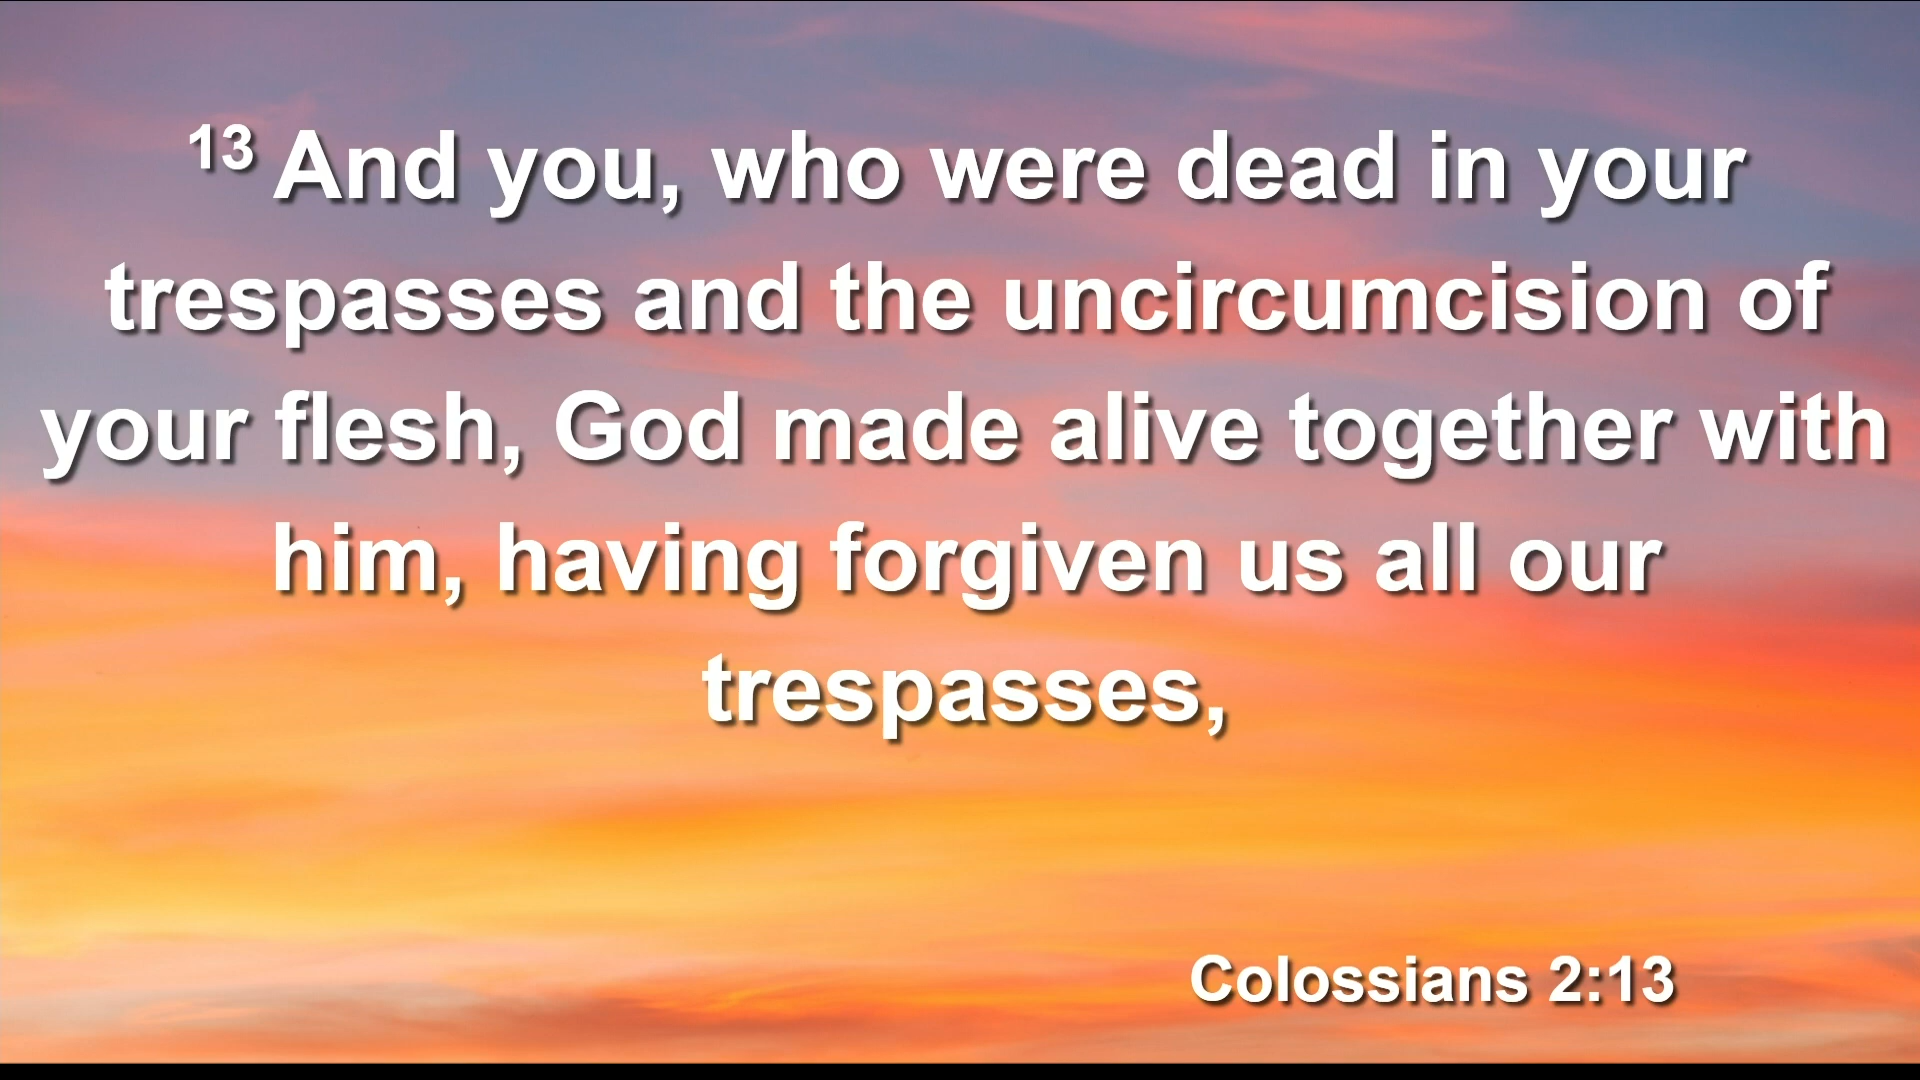 13 And you, who were dead in your
trespasses and the uncircumcision of
your flesh, God made alive together with
him, having forgiven us all our
trespasses,
Colossians 2:13